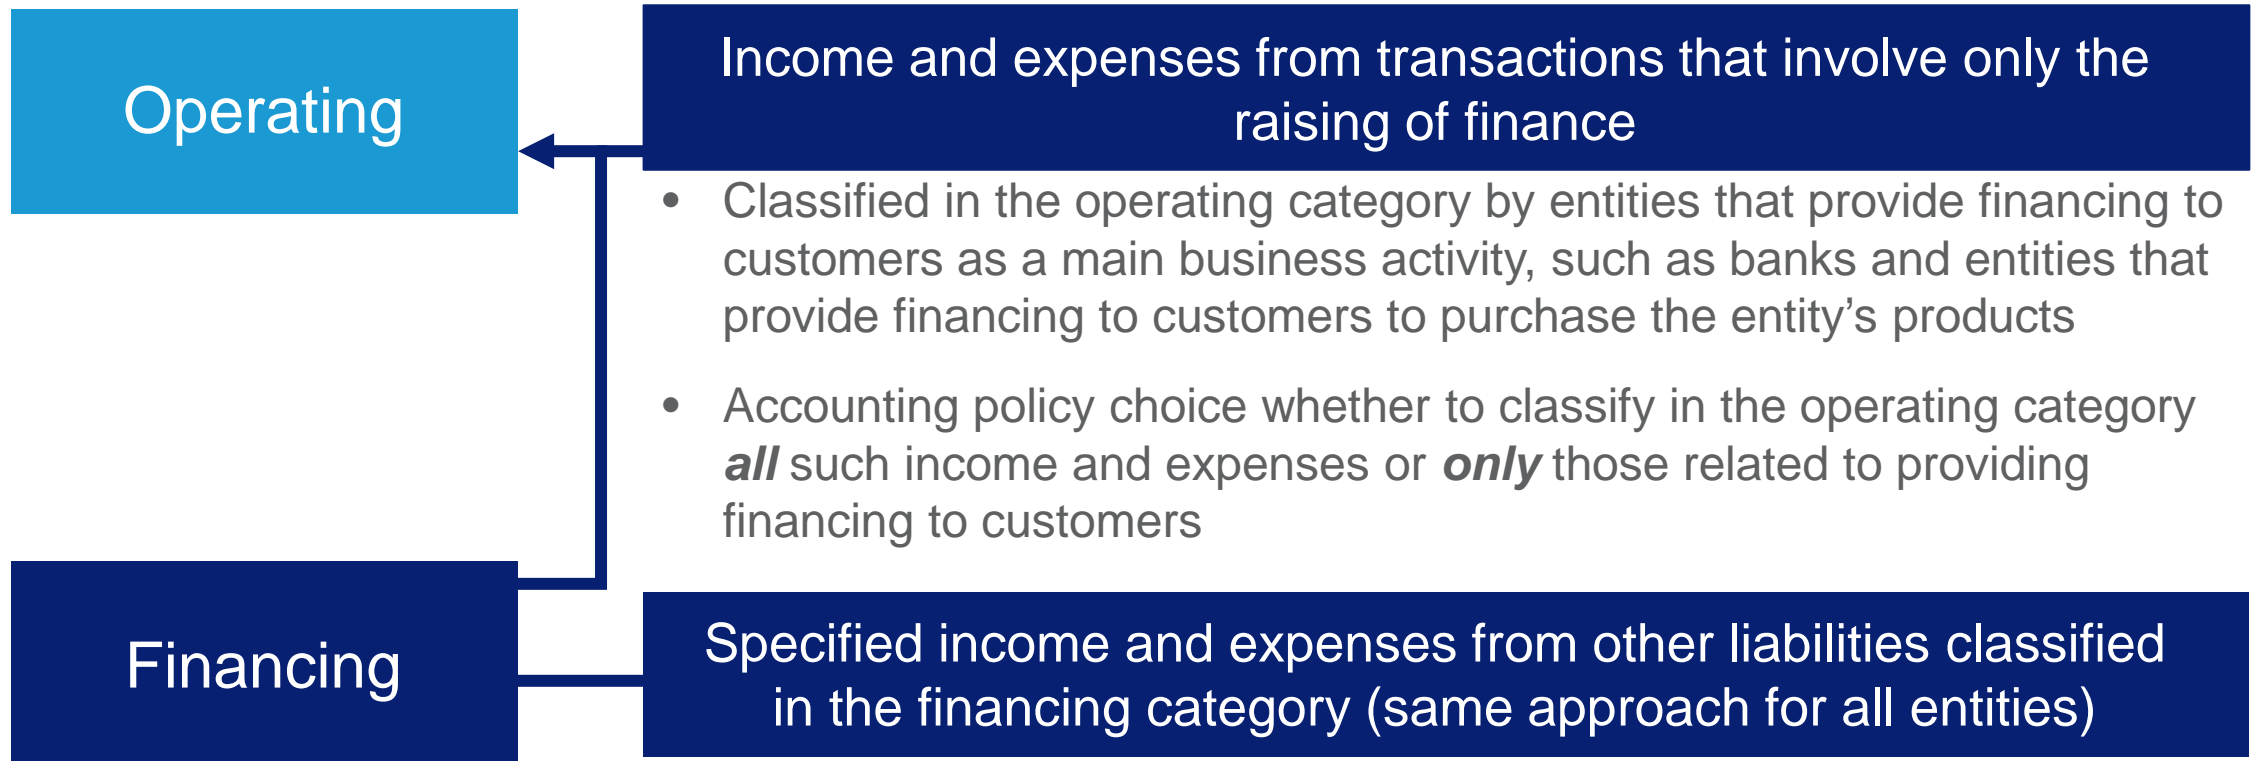 Operating
Income and expenses from transactions that involve only the
raising of finance
• Classified in the operating category by entities that provide financing to
customers as a main business activity, such as banks and entities that
provide financing to customers to purchase the entity’s products
• Accounting policy choice whether to classify in the operating category
all such income and expenses or only those related to providing
financing to customers
Financing
Specified income and expenses from other liabilities classified
in the financing category (same approach for all entities)